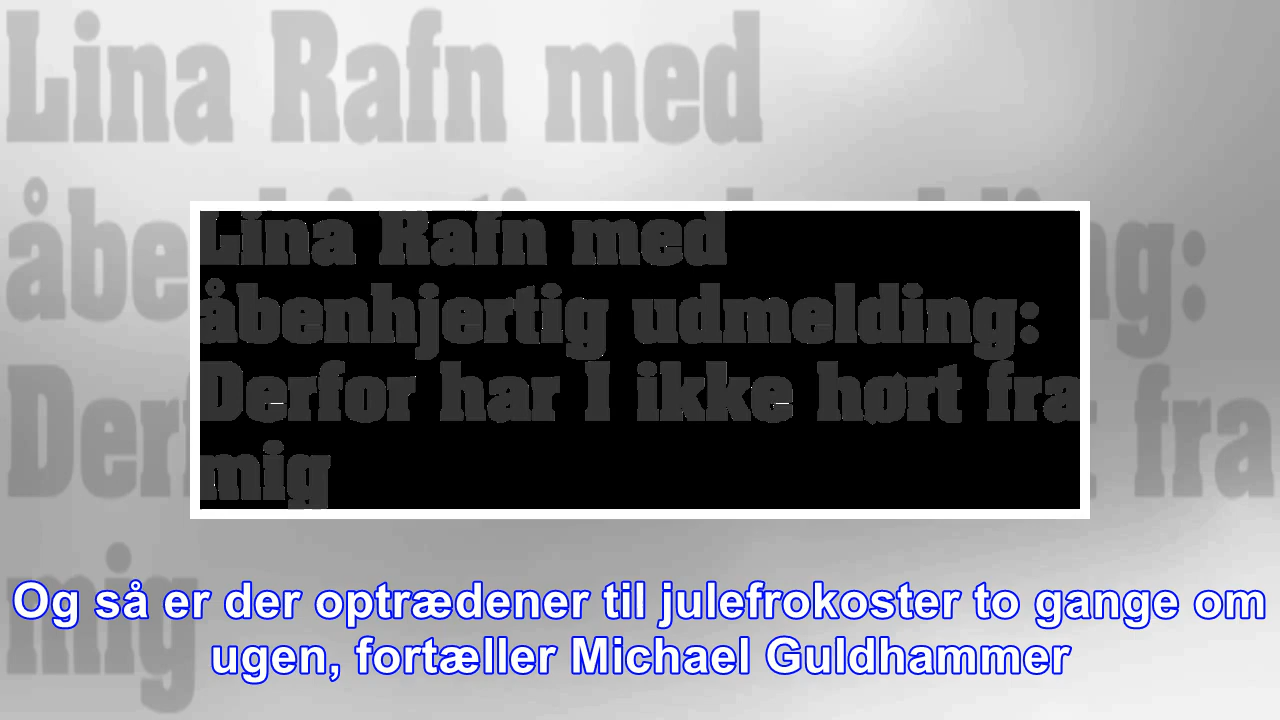 Lina Rafn med
åbenhjertig udmelding:
Derfor har I ikke hørt fra
mig
Og så er der optrædener til julefrokoster to gange om
ugen, fortæller Michael Guldhammer